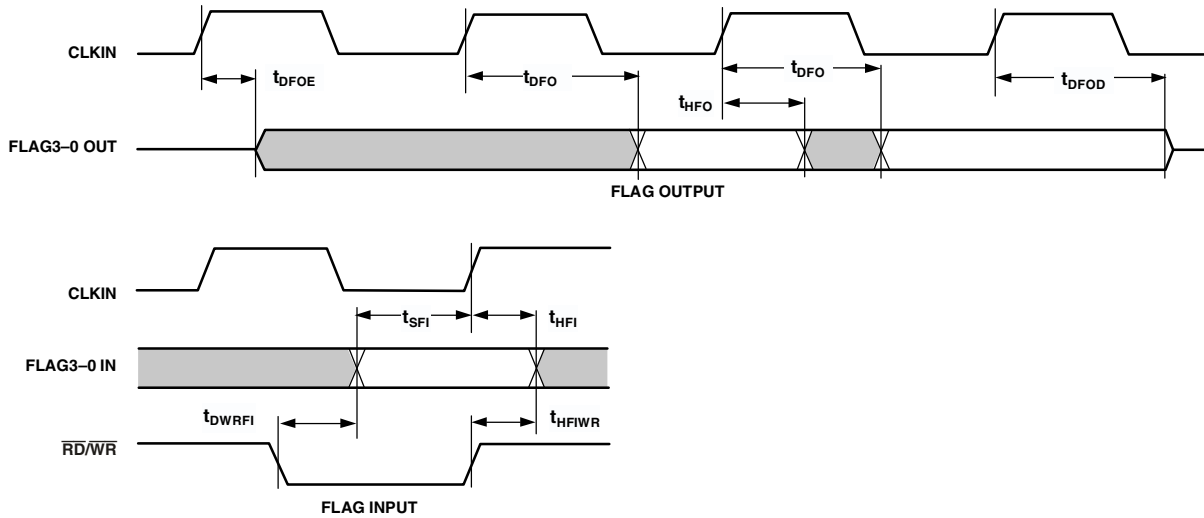 CLKIN
tDFOE
tDFO
tDFO
tHFO
tDFOD
FLAG3–0 OUT
FLAG OUTPUT
CLKIN
tSFI
tHFI
FLAG3–0 IN
tDWRFI
tHFIWR
RD/WR
FLAG INPUT